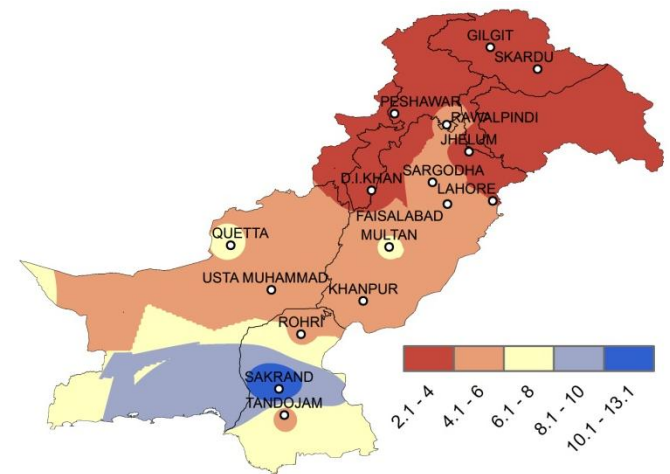 GILGIT
SKARDU
PESHAWAR
RAWALPINDI
JHELUM
SARGODHA
D.I.KHAN
LAHORE
FAISALABAD
QUETTA
MULTAN
USTA MUHAMMAD
KHANPUR
ROHRI
SAKRAND
TANDOJAM
2.1 - 4
4.1 - 6
6.1 - 8
8.1 - 10
10.1 - 13.1